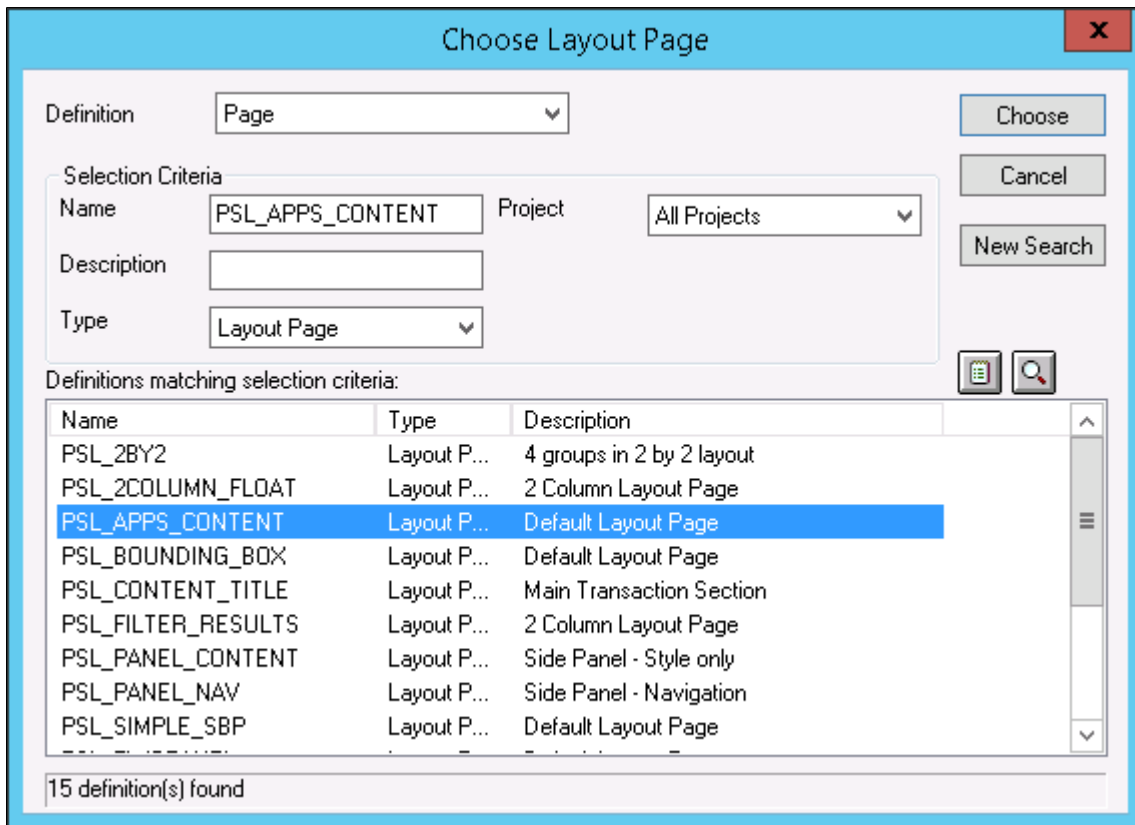 Choose Layout Page
x
Definition Page
Choose
Selection Criteria
Cancel
Name PSL_APPS_CONTENT Project All Projects
New Search
Description
Type Layout Page
Definitions matching selection criteria:
Name Type Description
PSL_2BY2 Layout P... 4 groups in 2 by 2 layout
PSL_2COLUMN_FLOAT Layout P... 2 Column Layout Page
PSL_APPS_CONTENT Layout P... Default Layout Page
PSL_BOUNDING_BOX Layout P... Default Layout Page
PSL_CONTENT_TITLE Layout P... Main Transaction Section
PSL_FILTER_RESULTS Layout P... 2 Column Layout Page
PSL_PANEL_CONTENT Layout P... Side Panel - Style only
PSL_PANEL_NAV Layout P... Side Panel - Navigation
PSL_SIMPLE_SBP Layout P... Default Layout Page
15 definition(s) found